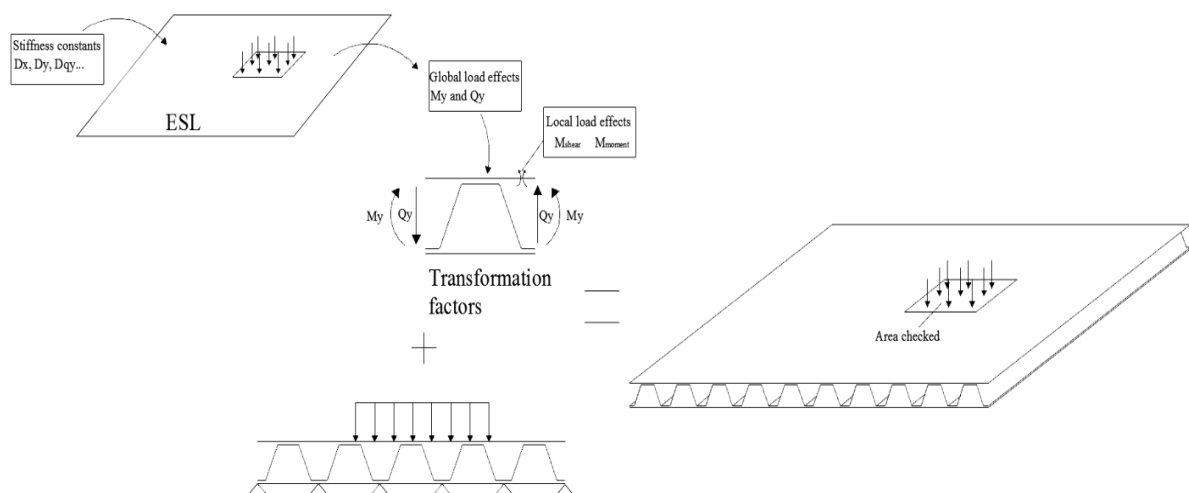 Stiffness constants
Dx, Dy, Dqy...
ESL
Global load effects
My and Qy
Local load effects
Mshear Mmoment
My Qy Qy My
Transformation
factors
Area checked